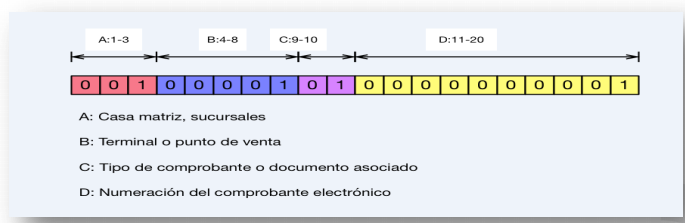 A:1-3 B:4-8 C:9-10 D:11-20
0 0 1 0 0 0 0 1 0 1 0 0 0 0 0 0 0 0 0 1
A: Casa matriz, sucursales
B: Terminal o punto de venta
C: Tipo de comprobante o documento asociado
D: Numeración del comprobante electrónico